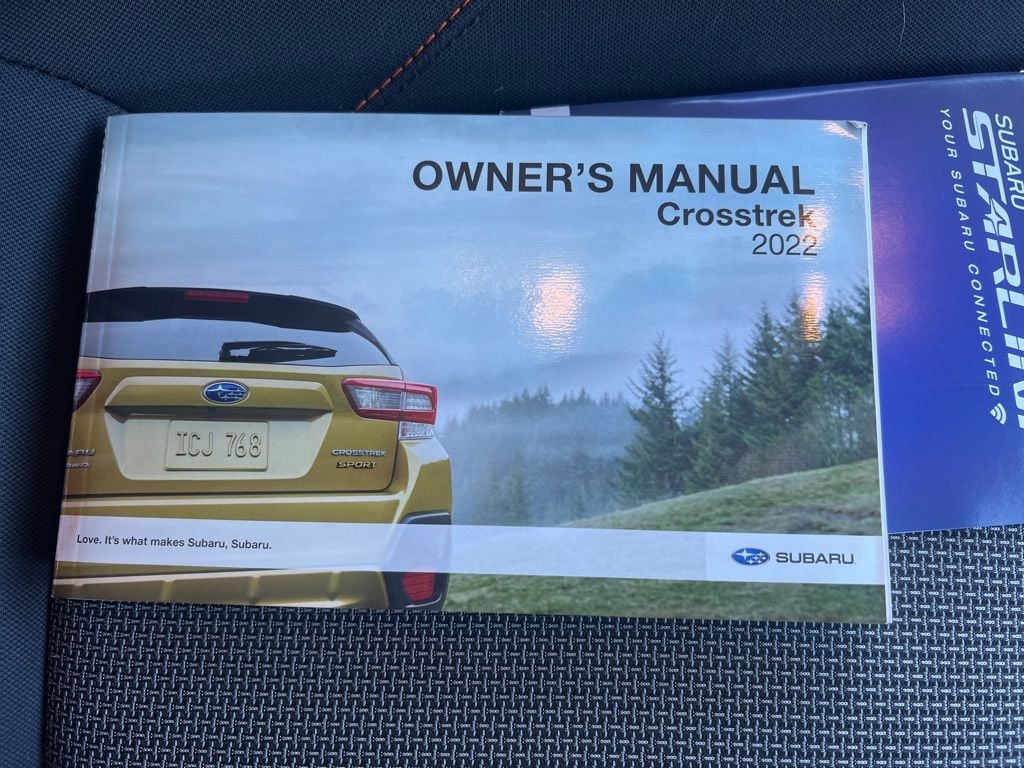 OWNER'S MANUAL
Crosstrek
2022
ICJ 768
CROSSTREK
SPORT
Love. It's what makes Subaru, Subaru.
SUBARU
SUBARU
STARLIN
YOUR SUBARU CONNECTED